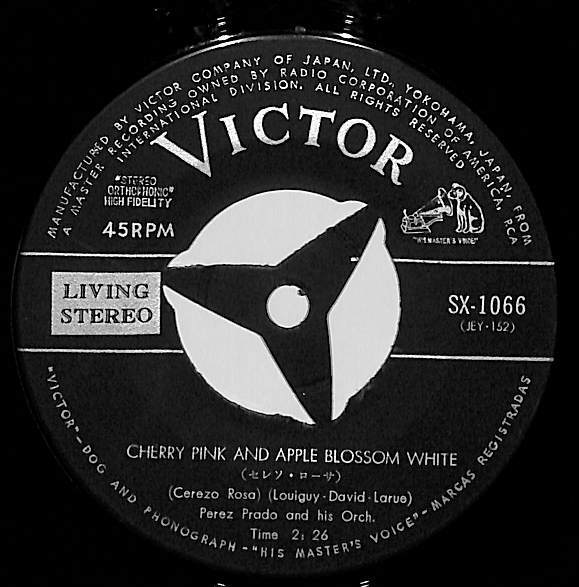 MANUFACTURED BY VICTOR COMPANY OF JAPAN, LTD., YOKOHAMA, JAPAN, FROM
A MASTER RECORDING OWNED BY RADIO CORPORATION OF AMERICA, RCA
INTERNATIONAL DIVISION. ALL RIGHTS RESERVED
VICTOR
"STEREO
ORTHOPHONIC"
HIGH FIDELITY
45RPM
"HIS MASTER'S VOICE"
LIVING
STEREO
SX-1066
(JEY-152)
CHERRY PINK AND APPLE BLOSSOM WHITE
(セレソ・ローサ)
(Cerezo Rosa) (Louiguy-David-Larue)
Perez Prado and his Orch.
Time 2:26
"VICTOR"-DOG AND PHONOGRAPH-"HIS MASTER'S VOICE"-MARCAS REGISTRADAS